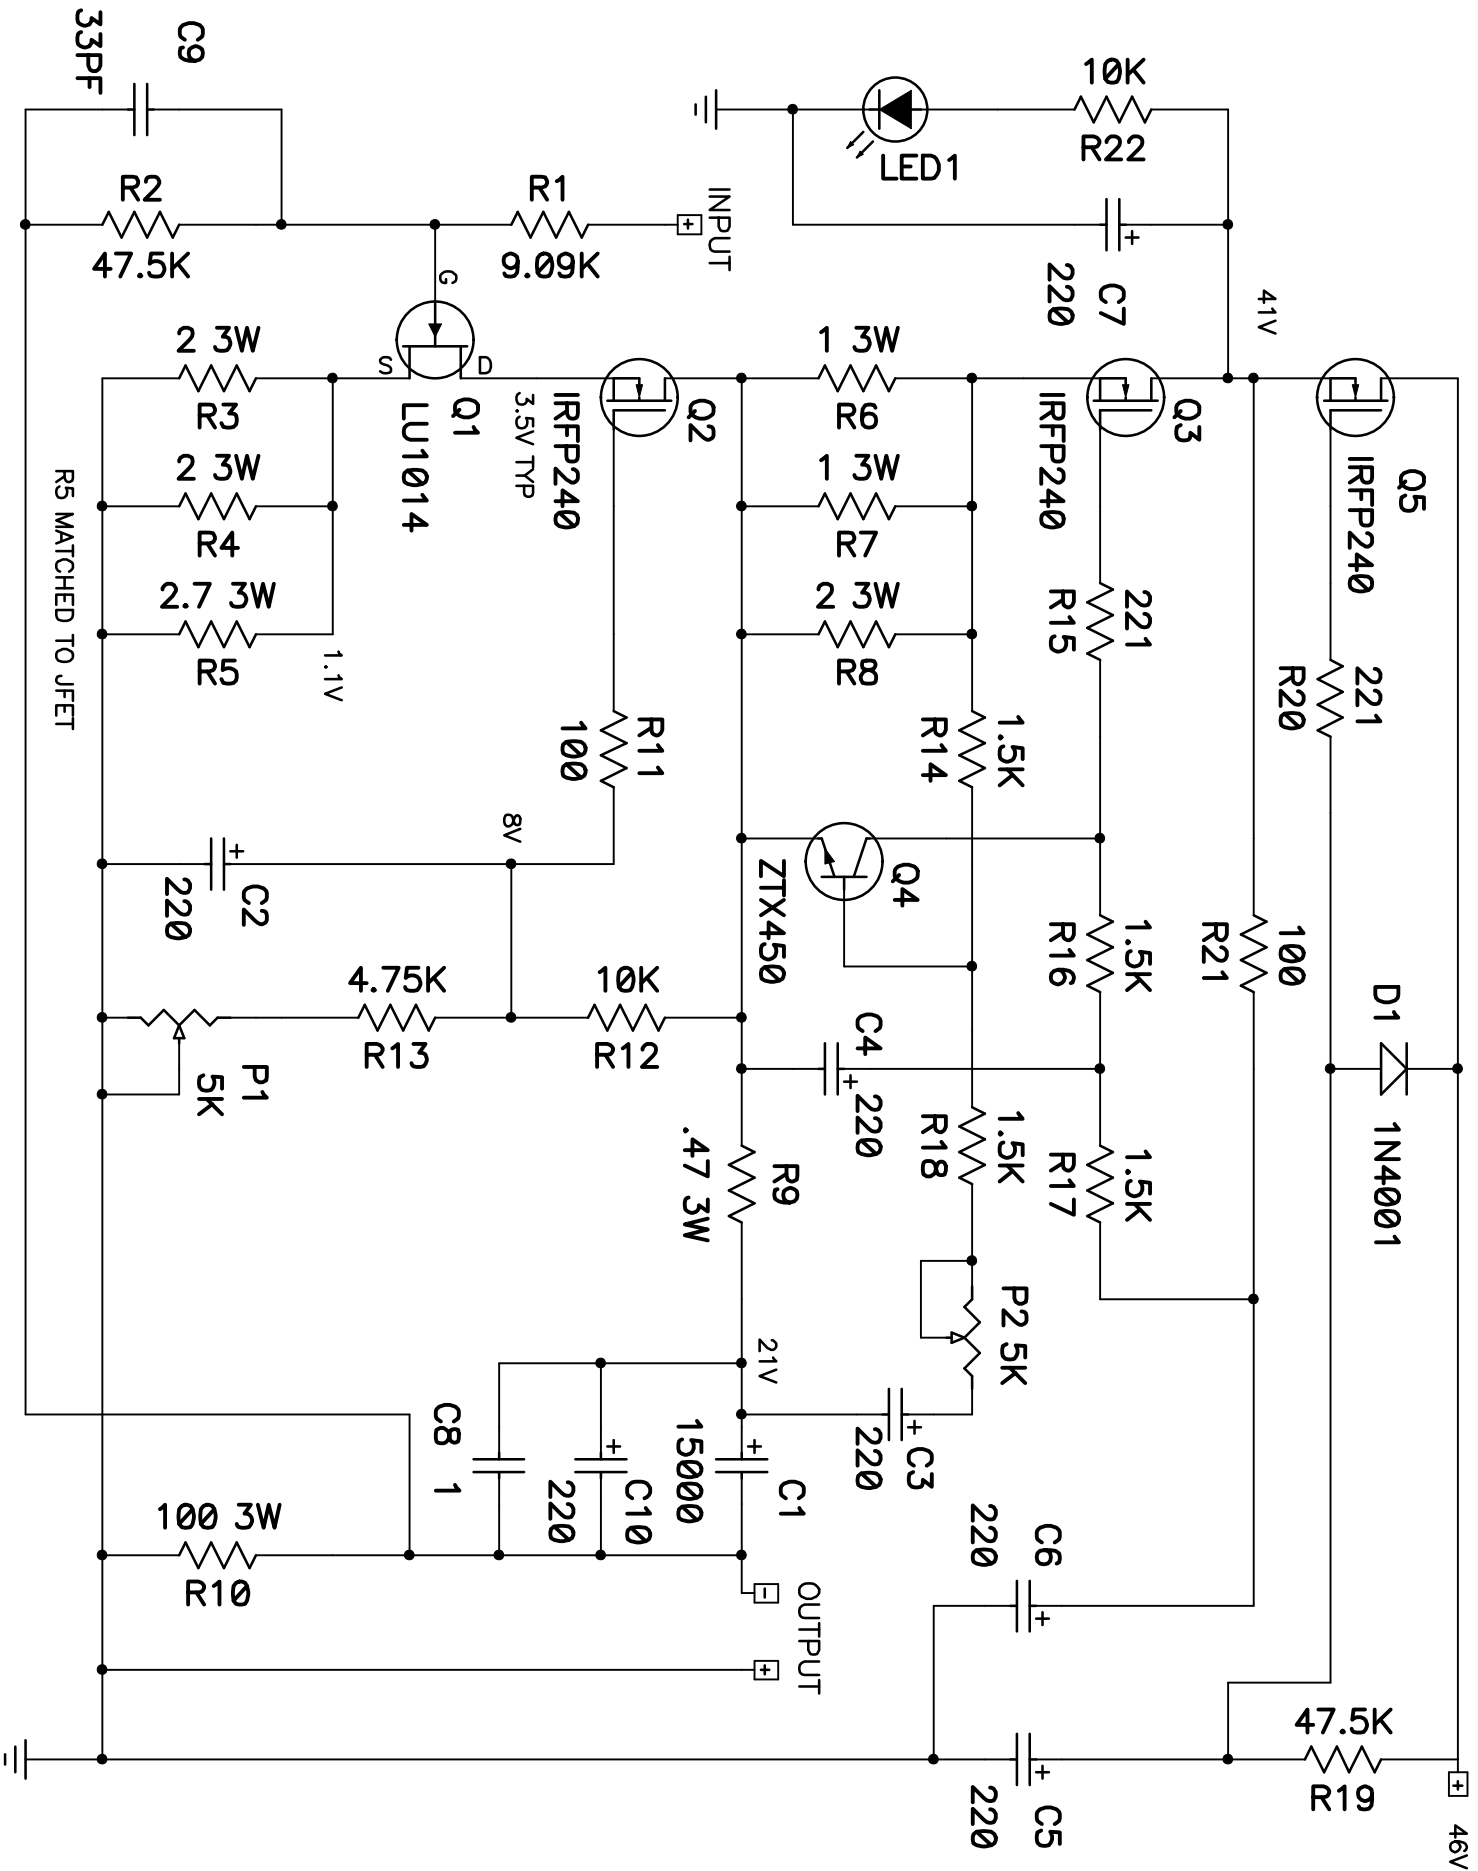 C9
33PF
10K
R22
LED1
R2
47.5K
R1
9.09K
INPUT
+
+
C7
220
41V
G
S
D
2 3W
R3
2 3W
R4
2.7 3W
R5
1.1V
R5 MATCHED TO JFET
Q1
LU1014
3.5V TYP
Q2
IRFP240
1 3W
R6
1 3W
R7
2 3W
R8
Q3
IRFP240
Q5
IRFP240
221
R15
221
R20
R11
100
1.5K
R14
8V
+
C2
220
Q4
ZTX450
1.5K
R16
100
R21
D1
1N4001
4.75K
R13
10K
R12
P1
5K
C4
+
220
1.5K
R18
1.5K
R17
R9
.47 3W
P2 5K
21V
C8
1
+
C10
220
+
C1
15000
+
C3
220
100 3W
R10
OUTPUT
-
+
C6
220
+
C5
220
+
47.5K
R19
+
46V